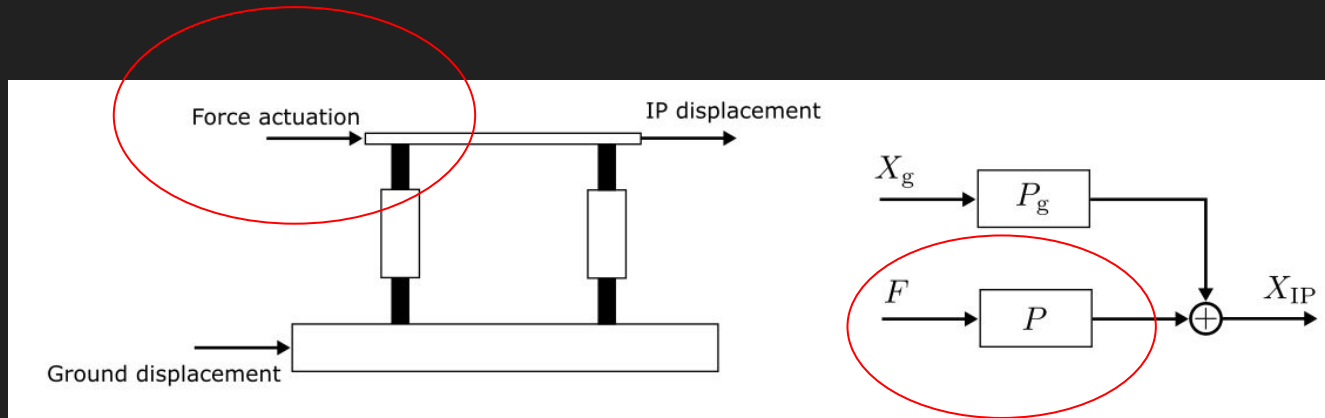 Force actuation
IP displacement
Ground displacement
X_g
P_g
F
P
+
X_IP